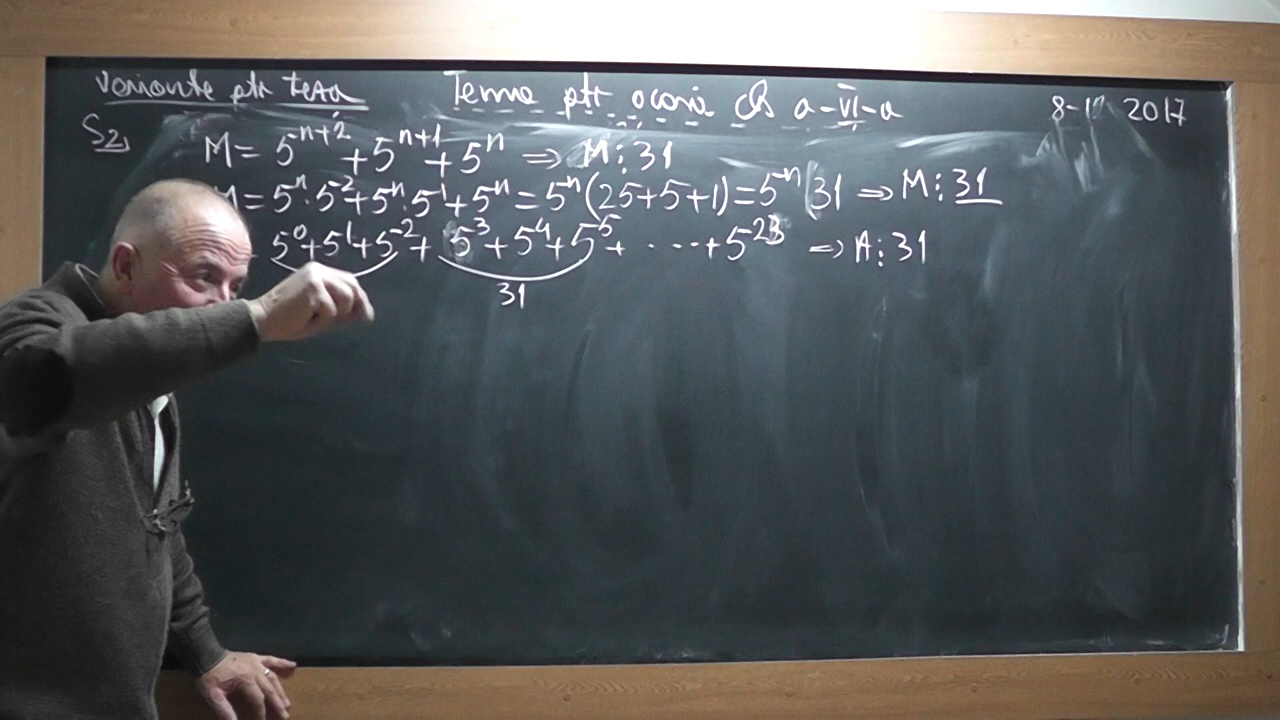 Variante ptr teză Tema ptr acasă cls a-VI-a 8-12 2017
S2,
M = 5^{n+2} + 5^{n+1} + 5^n ⇒ M ⋮ 31
M = 5^n · 5^2 + 5^n · 5^1 + 5^n = 5^n (25+5+1) = 5^n · 31 ⇒ M ⋮ 31
5^0 + 5^1 + 5^2 + 5^3 + 5^4 + 5^5 + ··· + 5^{23} ⇒ A ⋮ 31
31